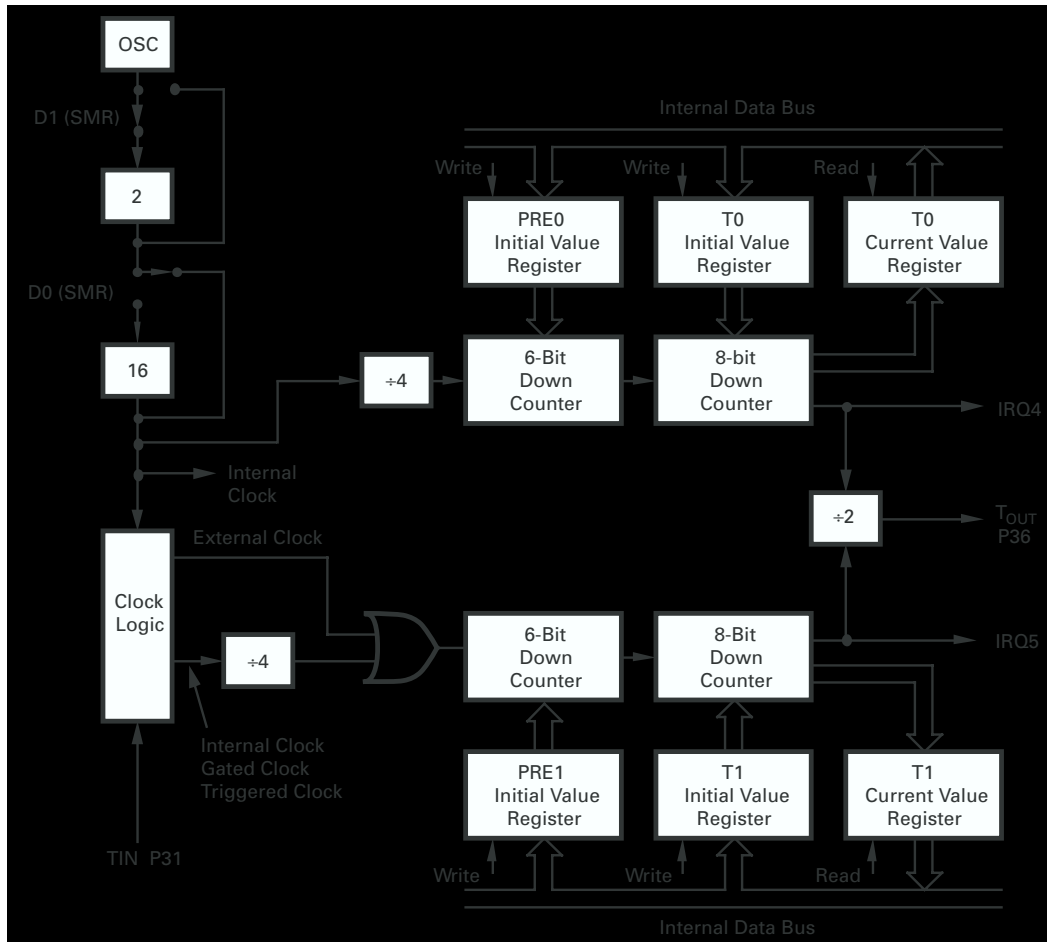 OSC
D1 (SMR)
2
D0 (SMR)
16
Internal Data Bus
Write
Write
Read
PRE0
Initial Value
Register
T0
Initial Value
Register
T0
Current Value
Register
÷4
6-Bit
Down
Counter
8-bit
Down
Counter
IRQ4
Internal
Clock
÷2
TOUT
P36
External Clock
Clock
Logic
÷4
6-Bit
Down
Counter
8-Bit
Down
Counter
IRQ5
Internal Clock
Gated Clock
Triggered Clock
PRE1
Initial Value
Register
T1
Initial Value
Register
T1
Current Value
Register
TIN P31
Write
Write
Read
Internal Data Bus